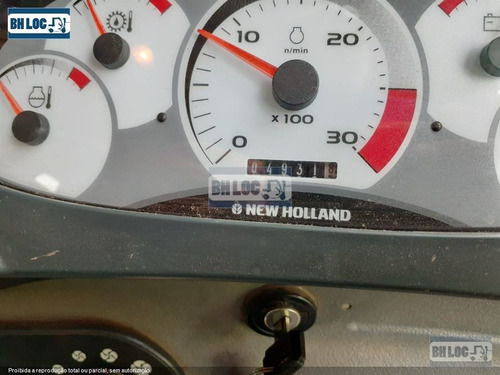 BH LOC
10
20
n/min
x 100
0
30
04931
BH LOC
NEW HOLLAND
BH LOC
Proibida a reprodução total ou parcial, sem autorização